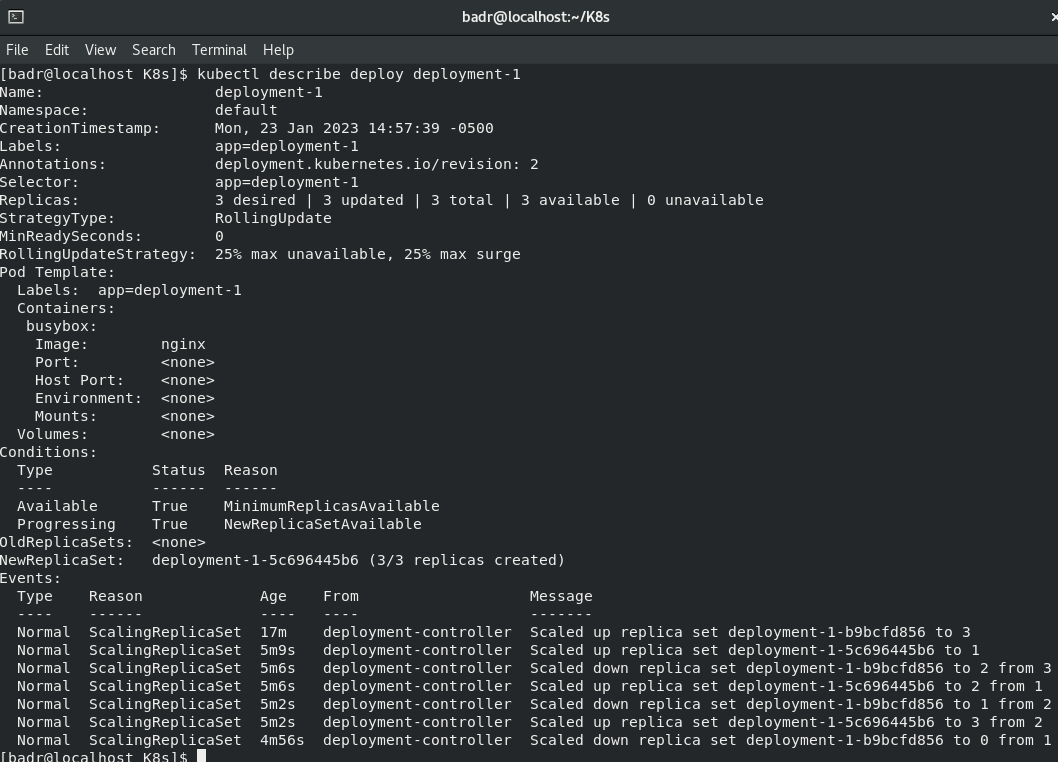 badr@localhost:~/K8s
File Edit View Search Terminal Help
[badr@localhost K8s]$ kubectl describe deploy deployment-1
Name:                   deployment-1
Namespace:              default
CreationTimestamp:      Mon, 23 Jan 2023 14:57:39 -0500
Labels:                 app=deployment-1
Annotations:            deployment.kubernetes.io/revision: 2
Selector:               app=deployment-1
Replicas:               3 desired | 3 updated | 3 total | 3 available | 0 unavailable
StrategyType:           RollingUpdate
MinReadySeconds:        0
RollingUpdateStrategy:  25% max unavailable, 25% max surge
Pod Template:
  Labels:  app=deployment-1
  Containers:
   busybox:
    Image:        nginx
    Port:         <none>
    Host Port:    <none>
    Environment:  <none>
    Mounts:       <none>
  Volumes:        <none>
Conditions:
  Type           Status  Reason
  ----           ------  ------
  Available      True    MinimumReplicasAvailable
  Progressing    True    NewReplicaSetAvailable
OldReplicaSets:  <none>
NewReplicaSet:   deployment-1-5c696445b6 (3/3 replicas created)
Events:
  Type    Reason             Age    From                   Message
  ----    ------             ----   ----                   -------
  Normal  ScalingReplicaSet  17m    deployment-controller  Scaled up replica set deployment-1-b9bcfd856 to 3
  Normal  ScalingReplicaSet  5m9s   deployment-controller  Scaled up replica set deployment-1-5c696445b6 to 1
  Normal  ScalingReplicaSet  5m6s   deployment-controller  Scaled down replica set deployment-1-b9bcfd856 to 2 from 3
  Normal  ScalingReplicaSet  5m6s   deployment-controller  Scaled up replica set deployment-1-5c696445b6 to 2 from 1
  Normal  ScalingReplicaSet  5m2s   deployment-controller  Scaled down replica set deployment-1-b9bcfd856 to 1 from 2
  Normal  ScalingReplicaSet  5m2s   deployment-controller  Scaled up replica set deployment-1-5c696445b6 to 3 from 2
  Normal  ScalingReplicaSet  4m56s  deployment-controller  Scaled down replica set deployment-1-b9bcfd856 to 0 from 1
[badr@localhost K8s]$